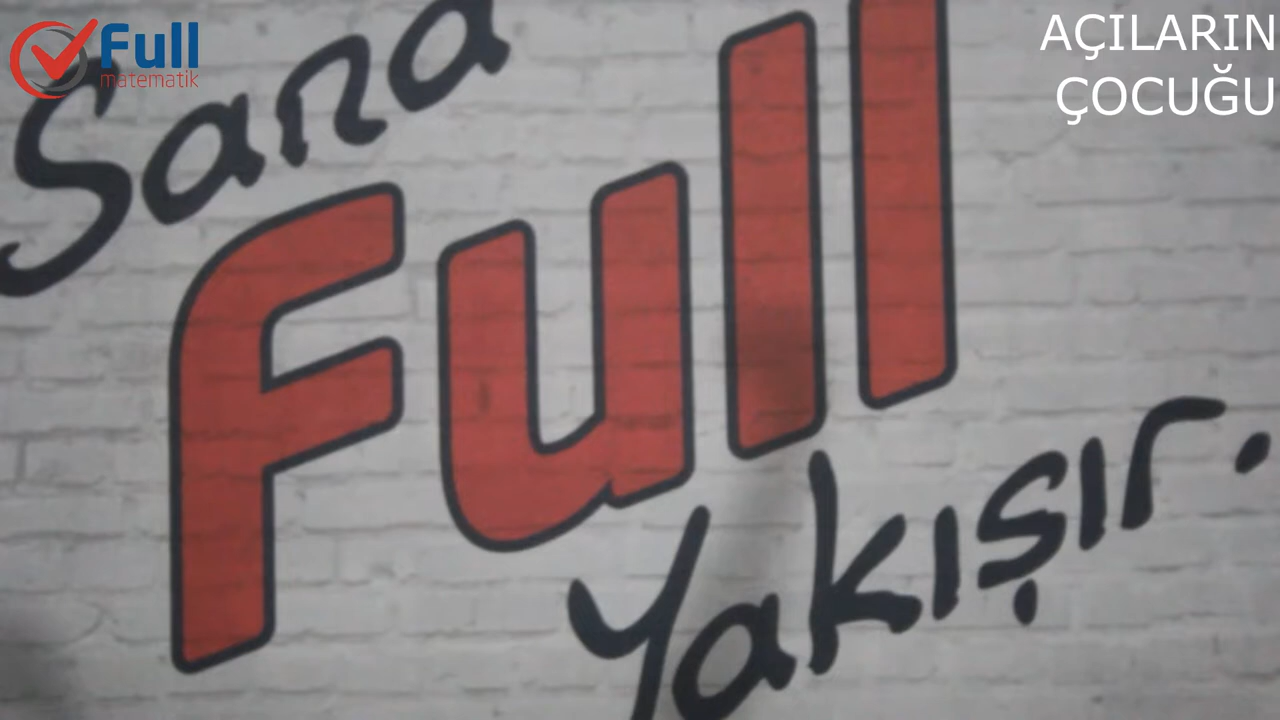 Full
matematik
AÇILARIN
ÇOCUĞU
Sana
Full
Yakışır.